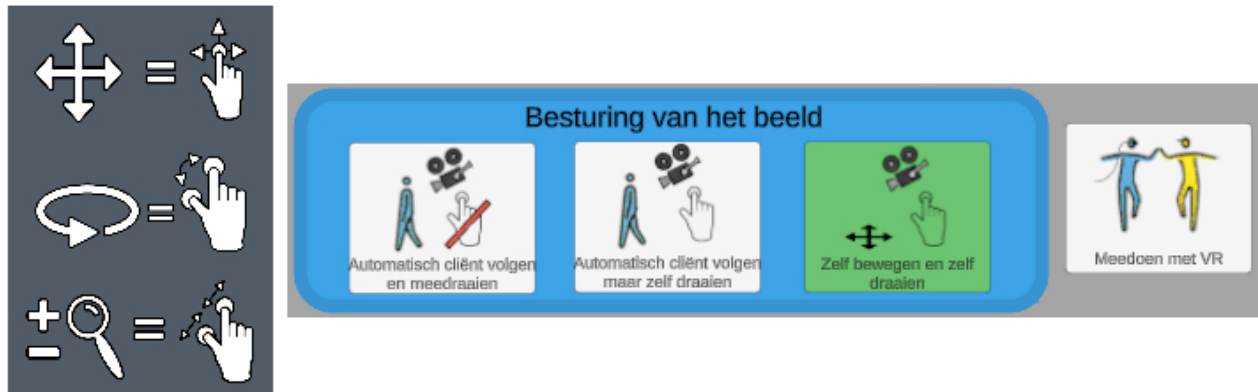 Besturing van het beeld
Automatisch cliënt volgen
en meedraaien
Automatisch cliënt volgen
maar zelf draaien
Zelf bewegen en zelf
draaien
Meedoen met VR